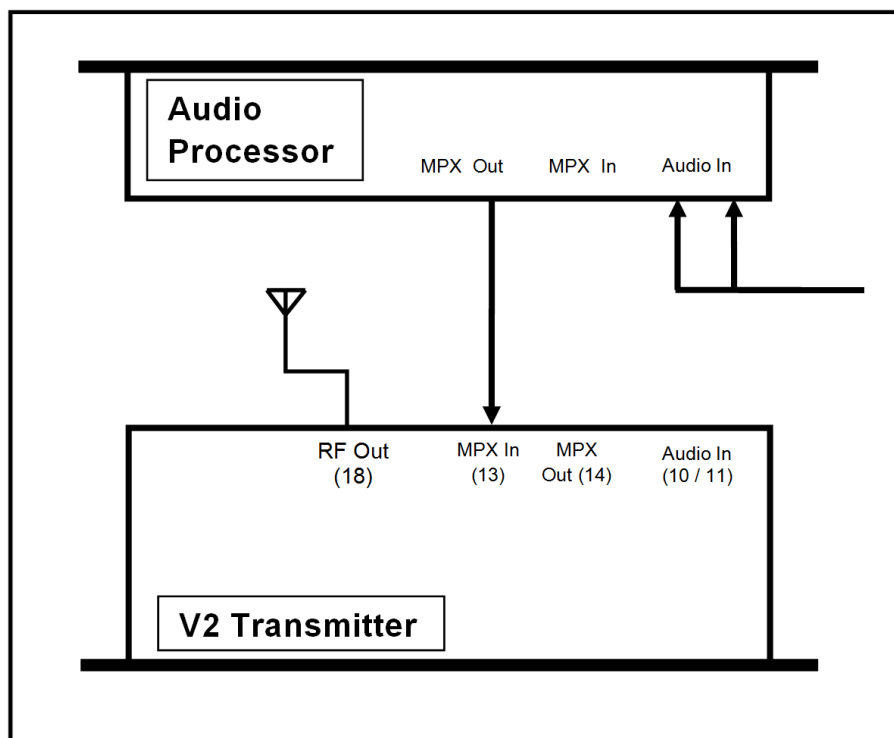 Audio
Processor
MPX Out
MPX In
Audio In
RF Out
(18)
MPX In
(13)
MPX
Out (14)
Audio In
(10 / 11)
V2 Transmitter